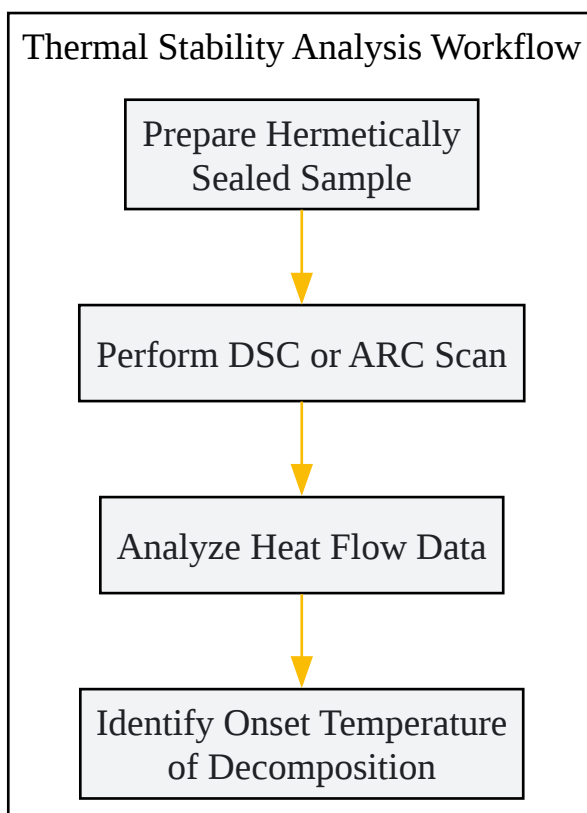 Thermal Stability Analysis Workflow
Prepare Hermetically
Sealed Sample
Perform DSC or ARC Scan
Analyze Heat Flow Data
Identify Onset Temperature
of Decomposition